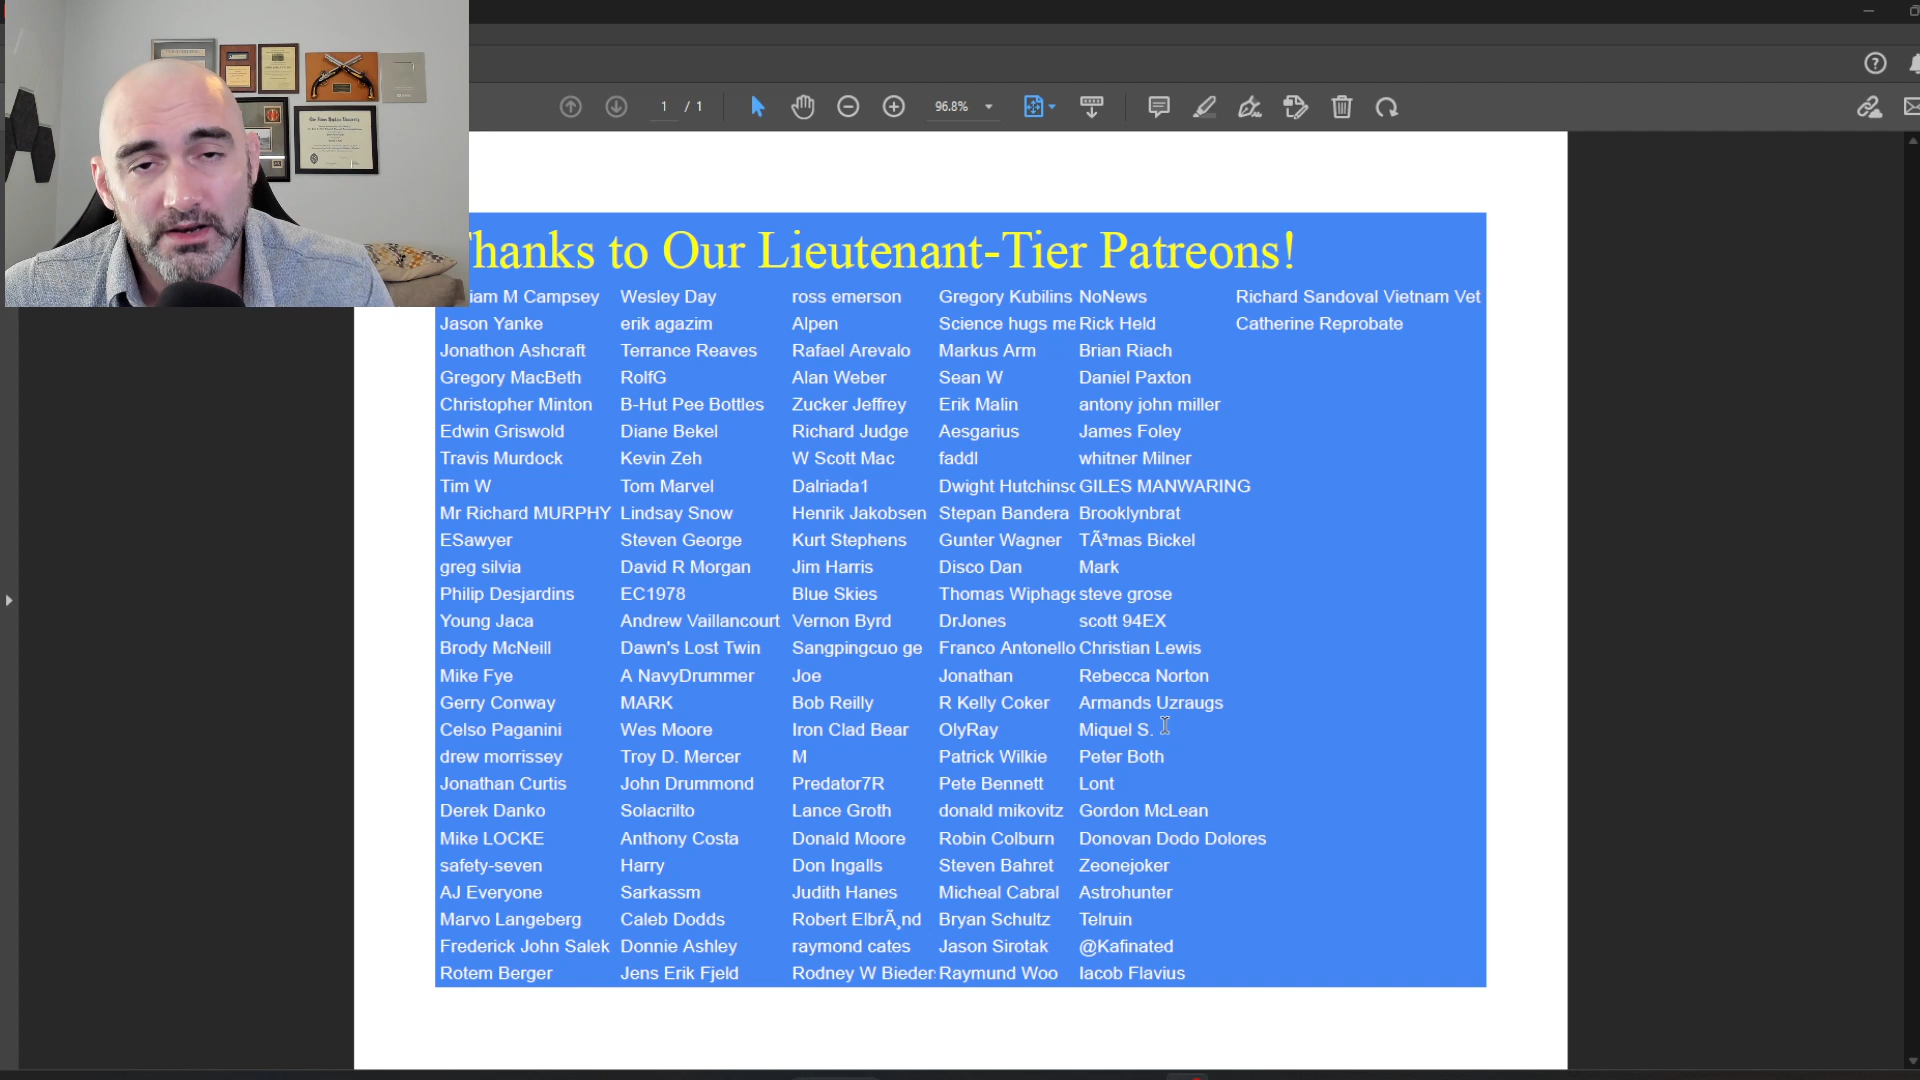 1 / 1
96.8%
hanks to Our Lieutenant-Tier Patreons!
iam M Campsey Wesley Day ross emerson Gregory Kubilins NoNews Richard Sandoval Vietnam Vet
Jason Yanke erik agazim Alpen Science hugs me Rick Held Catherine Reprobate
Jonathon Ashcraft Terrance Reaves Rafael Arevalo Markus Arm Brian Riach
Gregory MacBeth RolfG Alan Weber Sean W Daniel Paxton
Christopher Minton B-Hut Pee Bottles Zucker Jeffrey Erik Malin antony john miller
Edwin Griswold Diane Bekel Richard Judge Aesgarius James Foley
Travis Murdock Kevin Zeh W Scott Mac faddl whitner Milner
Tim W Tom Marvel Dalriada1 Dwight Hutchinso GILES MANWARING
Mr Richard MURPHY Lindsay Snow Henrik Jakobsen Stepan Bandera Brooklynbrat
ESawyer Steven George Kurt Stephens Gunter Wagner TÃ³mas Bickel
greg silvia David R Morgan Jim Harris Disco Dan Mark
Philip Desjardins EC1978 Blue Skies Thomas Wiphage steve grose
Young Jaca Andrew Vaillancourt Vernon Byrd DrJones scott 94EX
Brody McNeill Dawn's Lost Twin Sangpingcuo ge Franco Antonello Christian Lewis
Mike Fye A NavyDrummer Joe Jonathan Rebecca Norton
Gerry Conway MARK Bob Reilly R Kelly Coker Armands Uzraugs
Celso Paganini Wes Moore Iron Clad Bear OlyRay Miquel S.
drew morrissey Troy D. Mercer M Patrick Wilkie Peter Both
Jonathan Curtis John Drummond Predator7R Pete Bennett Lont
Derek Danko Solacrilto Lance Groth donald mikovitz Gordon McLean
Mike LOCKE Anthony Costa Donald Moore Robin Colburn Donovan Dodo Dolores
safety-seven Harry Don Ingalls Steven Bahret Zeonejoker
AJ Everyone Sarkassm Judith Hanes Micheal Cabral Astrohunter
Marvo Langeberg Caleb Dodds Robert ElbrÃ¸nd Bryan Schultz Telruin
Frederick John Salek Donnie Ashley raymond cates Jason Sirotak @Kafinated
Rotem Berger Jens Erik Fjeld Rodney W Bieder Raymund Woo Iacob Flavius